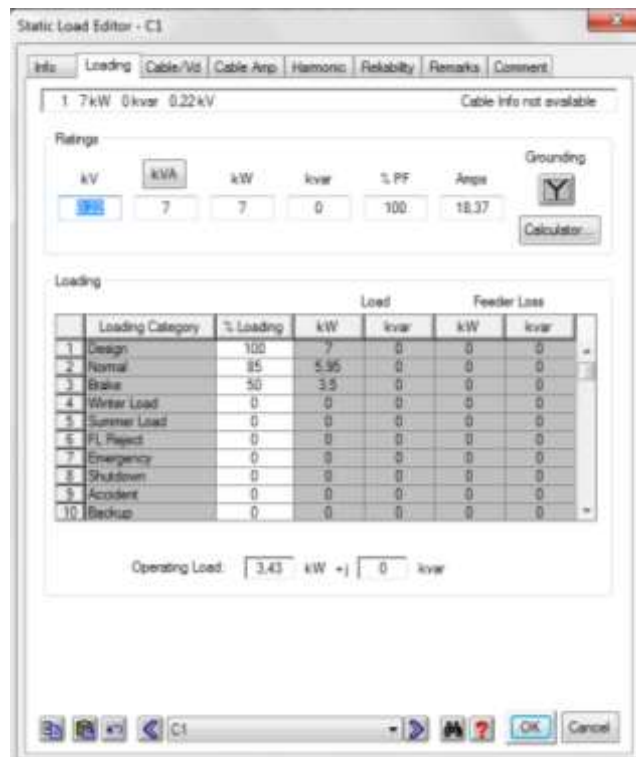 Static Load Editor - C1
Info Loading Cable/Vd Cable Amp Harmonic Reliability Remarks Comment
1 7 kW 0 kvar 0.22 kV Cable Info not available
Ratings
Grounding
kV kVA kW kvar % PF Amps
7 7 0 100 18.37
Calculator...
Loading
Load Feeder Loss
Loading Category % Loading kW kvar kW kvar
1 Design 100 7 0 0 0
2 Normal 85 5.95 0 0 0
3 Brake 50 3.5 0 0 0
4 Winter Load 0 0 0 0 0
5 Summer Load 0 0 0 0 0
6 FL Reject 0 0 0 0 0
7 Emergency 0 0 0 0 0
8 Shutdown 0 0 0 0 0
9 Accident 0 0 0 0 0
10 Backup 0 0 0 0 0
Operating Load: 3.43 kW +j 0 kvar
C1 ? OK Cancel